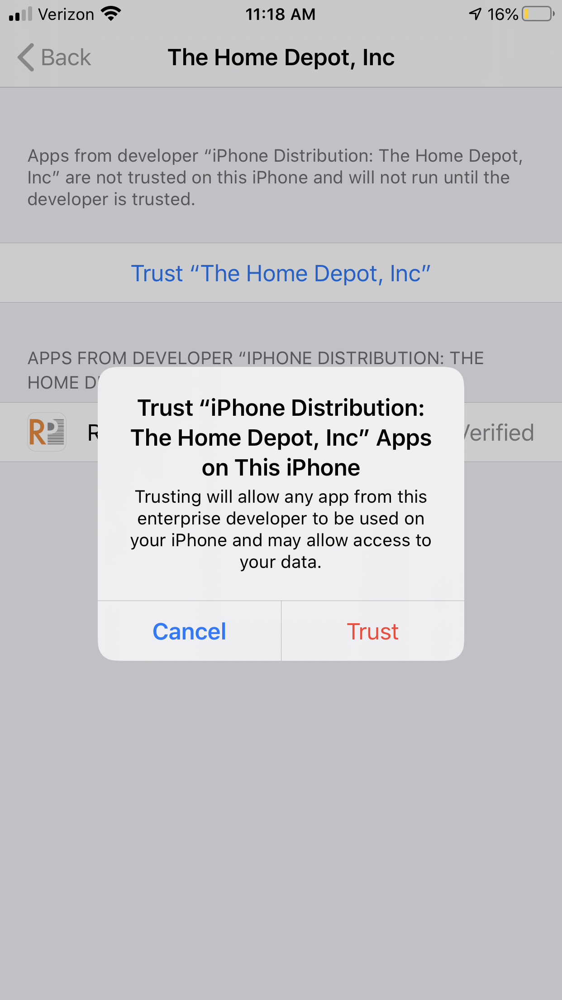 Verizon 11:18 AM 16%
Back The Home Depot, Inc
Apps from developer “iPhone Distribution: The Home Depot,
Inc” are not trusted on this iPhone and will not run until the
developer is trusted.
Trust “The Home Depot, Inc”
APPS FROM DEVELOPER “IPHONE DISTRIBUTION: THE
HOME
RP Verified
Trust “iPhone Distribution:
The Home Depot, Inc” Apps
on This iPhone
Trusting will allow any app from this
enterprise developer to be used on
your iPhone and may allow access to
your data.
Cancel Trust